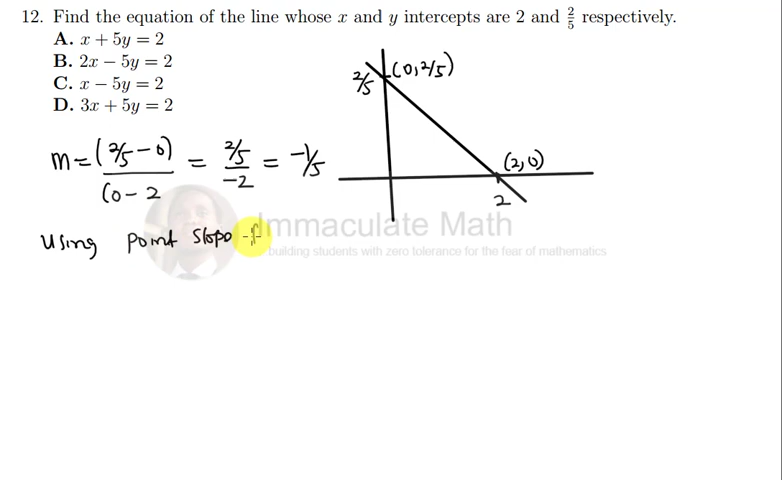 12. Find the equation of the line whose x and y intercepts are 2 and 2/5 respectively.
A. x + 5y = 2
B. 2x − 5y = 2
C. x − 5y = 2
D. 3x + 5y = 2
2/5 (0, 2/5)
m = (2/5 − 0) / (0 − 2 = 2/5 / −2 = −1/5
(2, 0)
2
Using Point Slope - f
Immaculate Math
building students with zero tolerance for the fear of mathematics